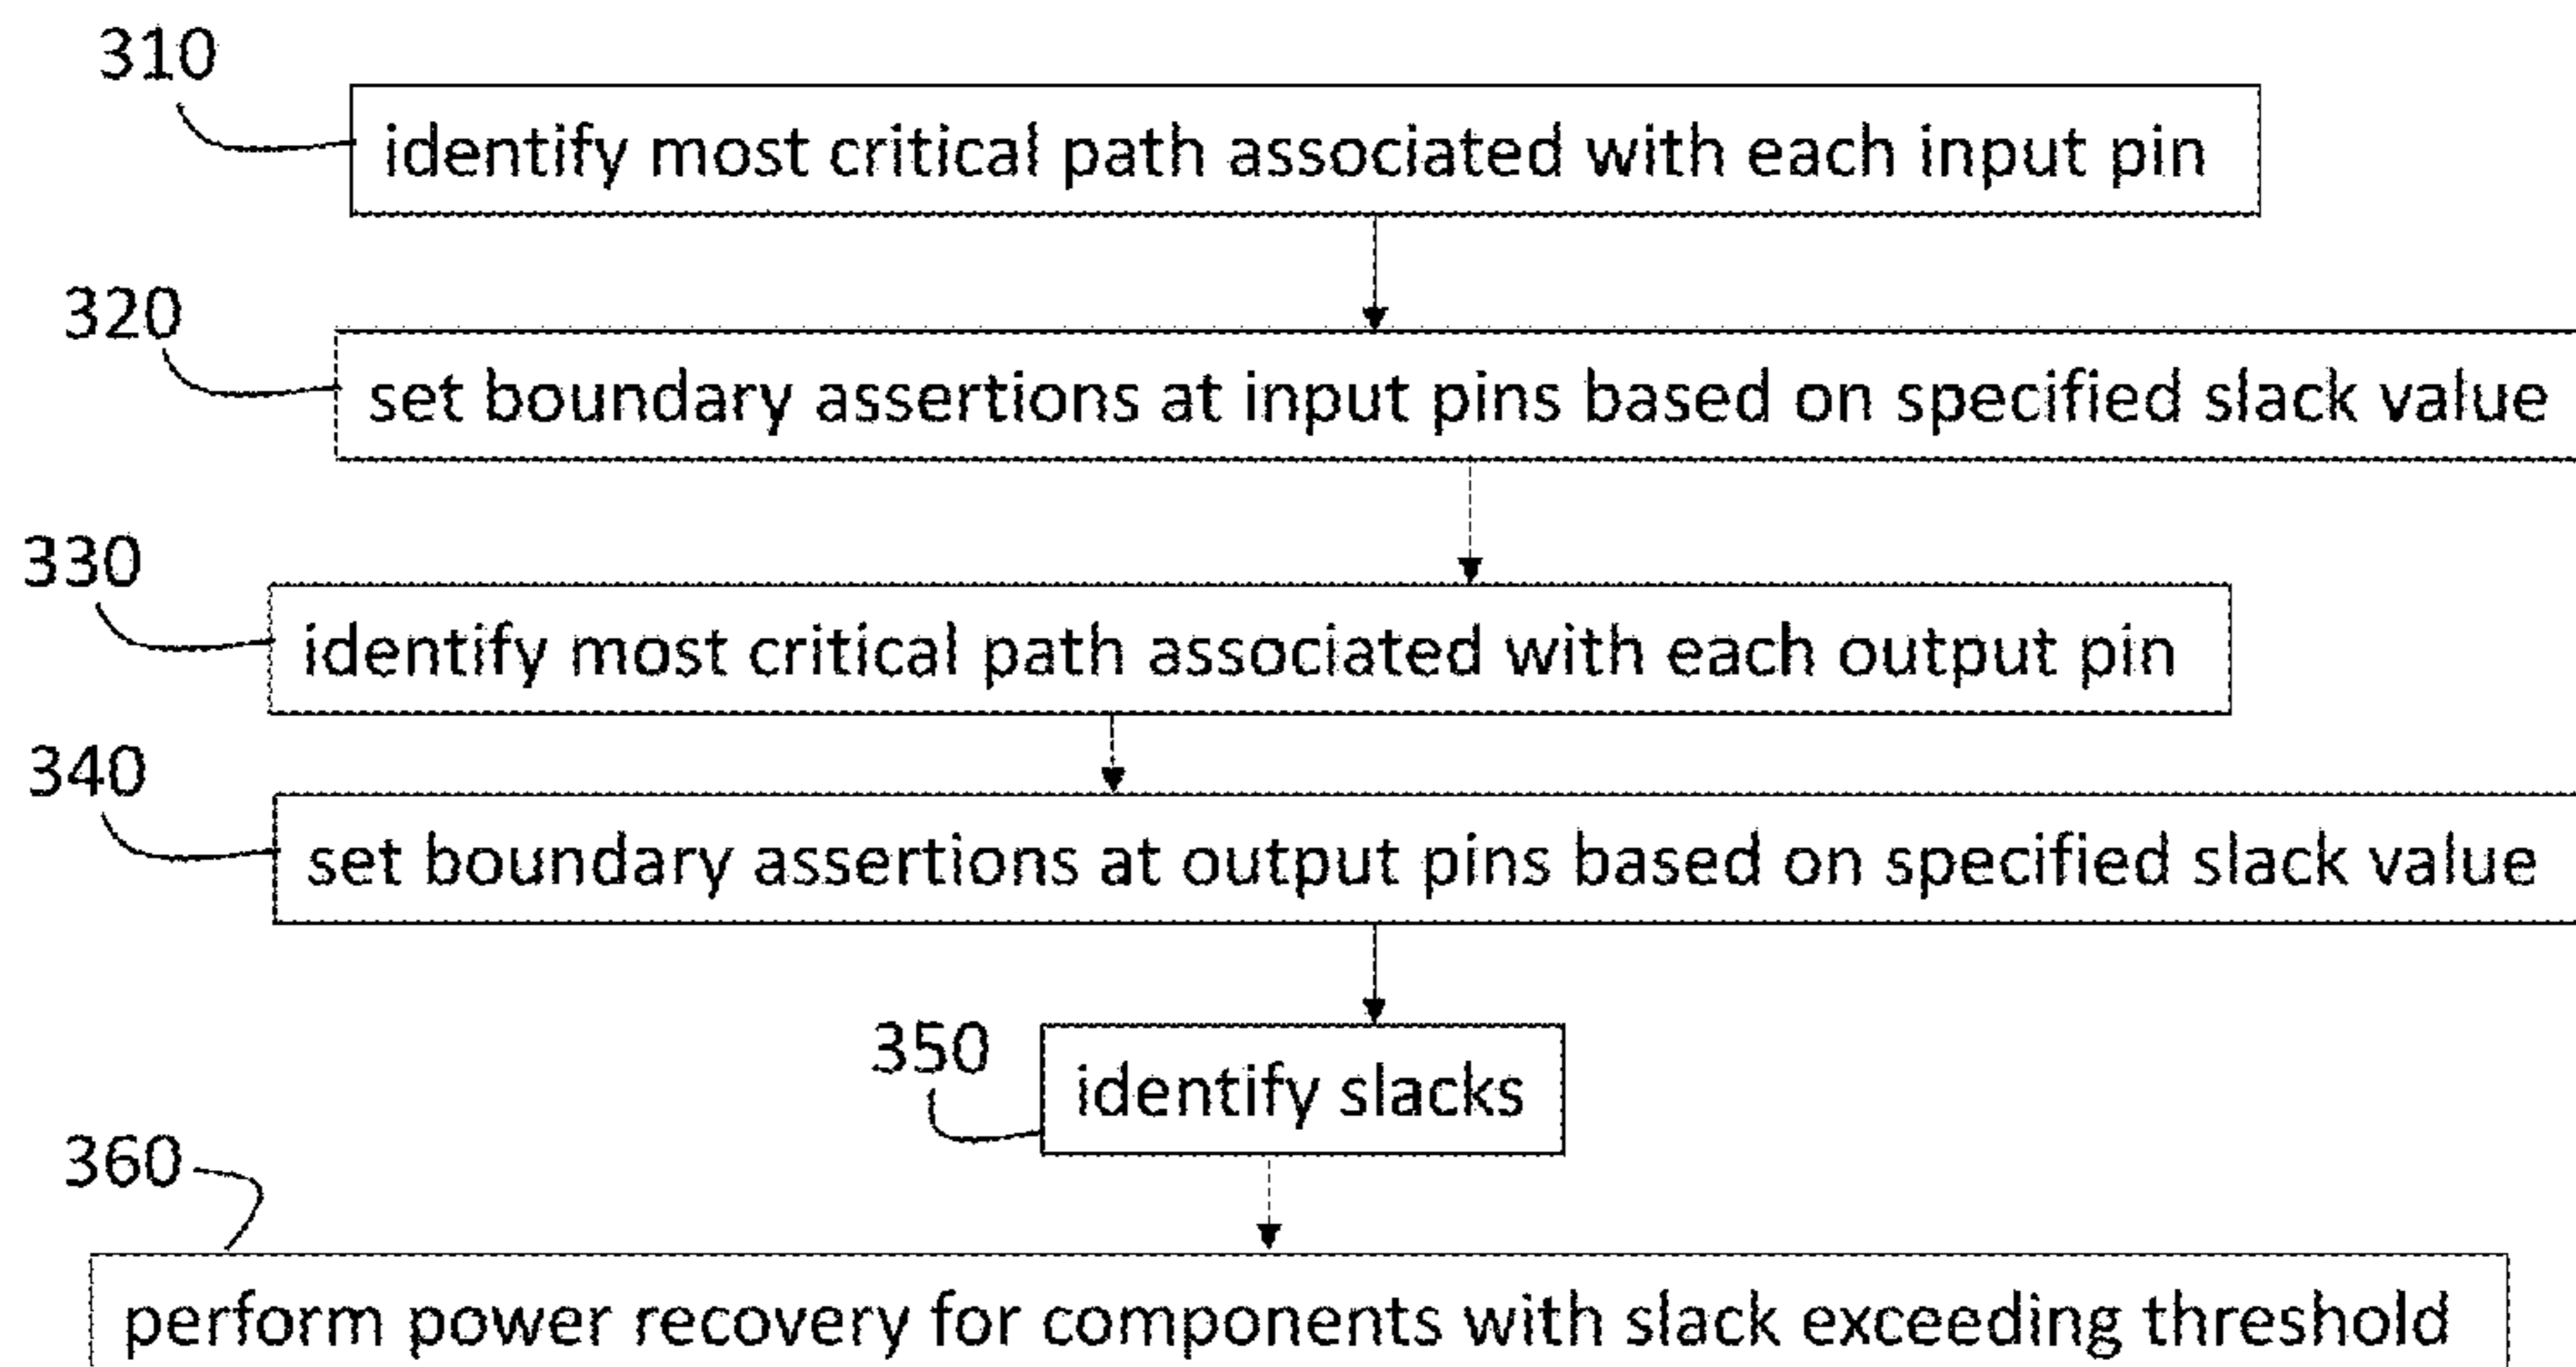 310
identify most critical path associated with each input pin
320
set boundary assertions at input pins based on specified slack value
330
identify most critical path associated with each output pin
340
set boundary assertions at output pins based on specified slack value
350
identify slacks
360
perform power recovery for components with slack exceeding threshold